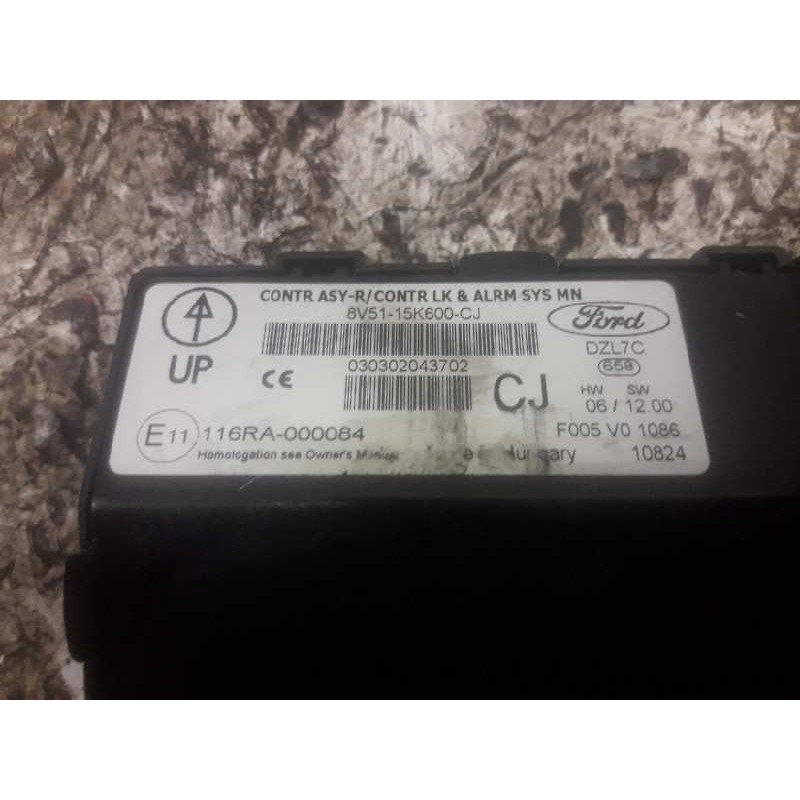 CONTR ASY-R/CONTR LK & ALRM SYS MN
8V51-15K600-CJ
Ford
UP
CE
030302043702
CJ
DZL7C
658
HW SW
06 / 12.00
E11 116RA-000084
F005 V0 1086
Homologation see Owner's Manual
Hungary
10824